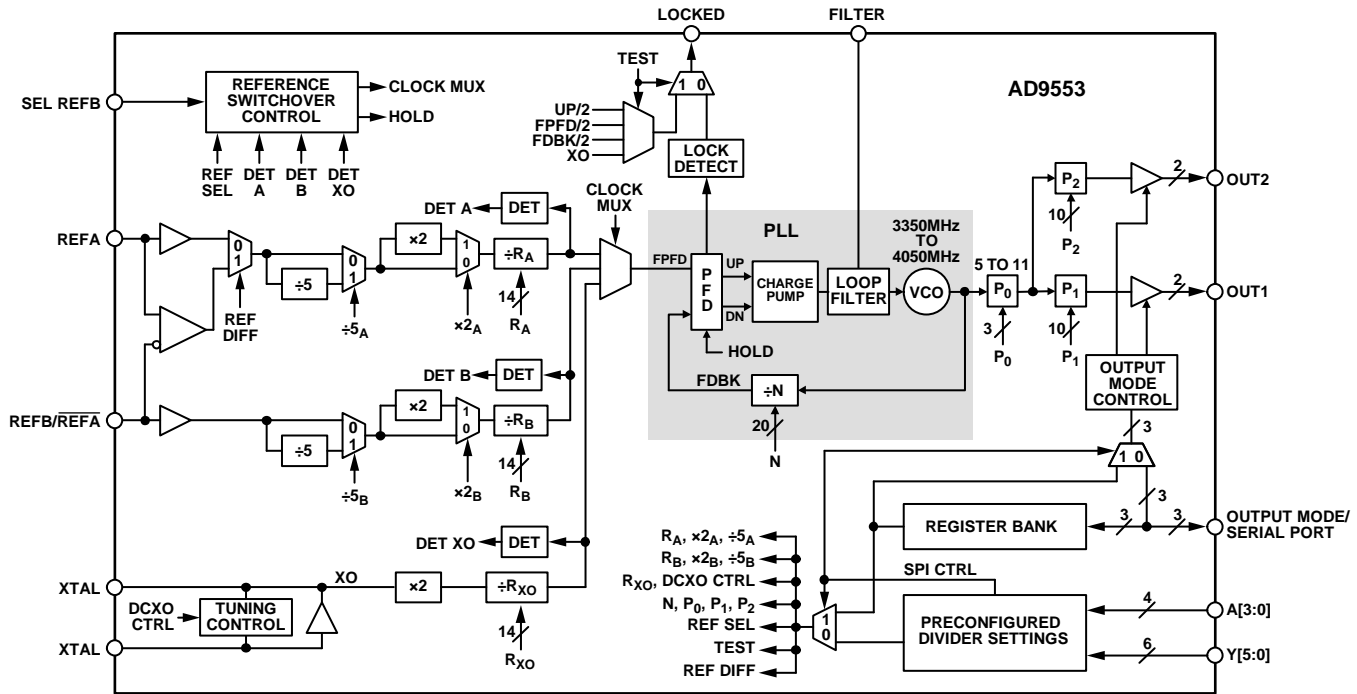 LOCKED
FILTER
TEST
AD9553
SEL REFB
REFERENCE
SWITCHOVER
CONTROL
CLOCK MUX
HOLD
REF
SEL
DET
A
DET
B
DET
XO
UP/2
FPFD/2
FDBK/2
XO
1 0
LOCK
DETECT
CLOCK
MUX
DET A
DET
REFA
0
1
REF
DIFF
÷5
0
1
÷5A
×2
1
0
×2A
÷RA
14
RA
FPFD
PLL
P
F
D
UP
DN
CHARGE
PUMP
LOOP
FILTER
3350MHz
TO
4050MHz
VCO
HOLD
FDBK
÷N
20
N
5 TO 11
P0
3
P0
P2
10
P2
P1
10
P1
2
OUT2
2
OUT1
OUTPUT
MODE
CONTROL
3
1 0
3
DET B
DET
REFB/REFA
÷5
0
1
÷5B
×2
1
0
×2B
÷RB
14
RB
REGISTER BANK
3
3
OUTPUT MODE/
SERIAL PORT
DET XO
DET
XTAL
XO
×2
÷RXO
14
RXO
DCXO
CTRL
TUNING
CONTROL
XTAL
RA, ×2A, ÷5A
RB, ×2B, ÷5B
RXO, DCXO CTRL
N, P0, P1, P2
REF SEL
TEST
REF DIFF
SPI CTRL
1
0
PRECONFIGURED
DIVIDER SETTINGS
4
A[3:0]
6
Y[5:0]